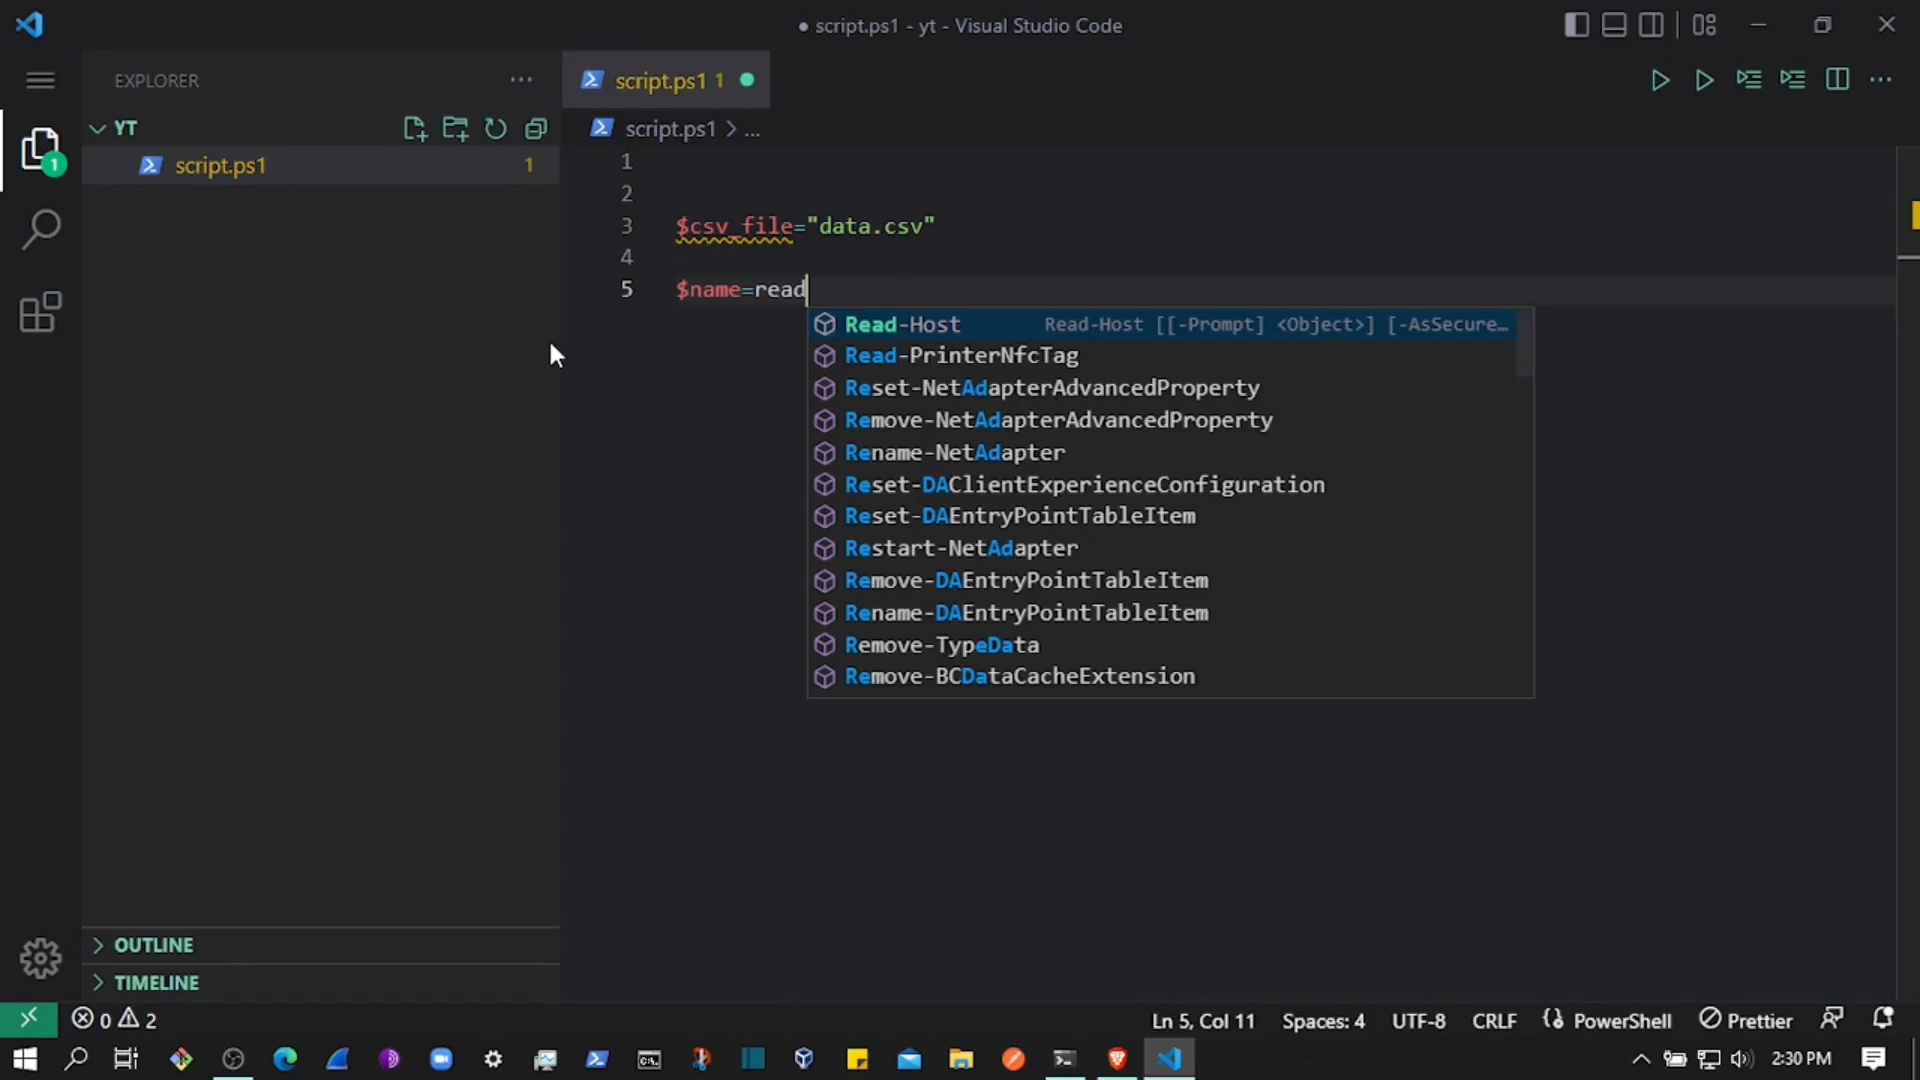 ● script.ps1 - yt - Visual Studio Code
EXPLORER
YT
script.ps1 1
1
script.ps1 1
script.ps1 > ...
1
2
3 $csv_file="data.csv"
4
5 $name=read
Read-Host Read-Host [[-Prompt] <Object>] [-AsSecure…
Read-PrinterNfcTag
Reset-NetAdapterAdvancedProperty
Remove-NetAdapterAdvancedProperty
Rename-NetAdapter
Reset-DAClientExperienceConfiguration
Reset-DAEntryPointTableItem
Restart-NetAdapter
Remove-DAEntryPointTableItem
Rename-DAEntryPointTableItem
Remove-TypeData
Remove-BCDataCacheExtension
OUTLINE
TIMELINE
0 2
Ln 5, Col 11 Spaces: 4 UTF-8 CRLF PowerShell Prettier
2:30 PM